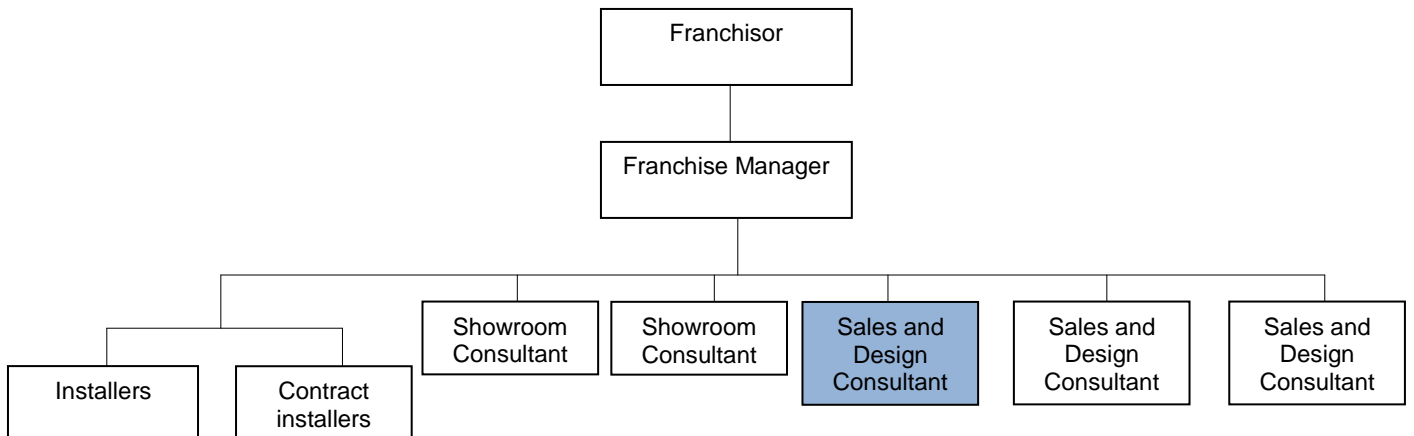 Franchisor
Franchise Manager
Showroom
Consultant
Showroom
Consultant
Sales and
Design
Consultant
Sales and
Design
Consultant
Sales and
Design
Consultant
Installers
Contract
installers